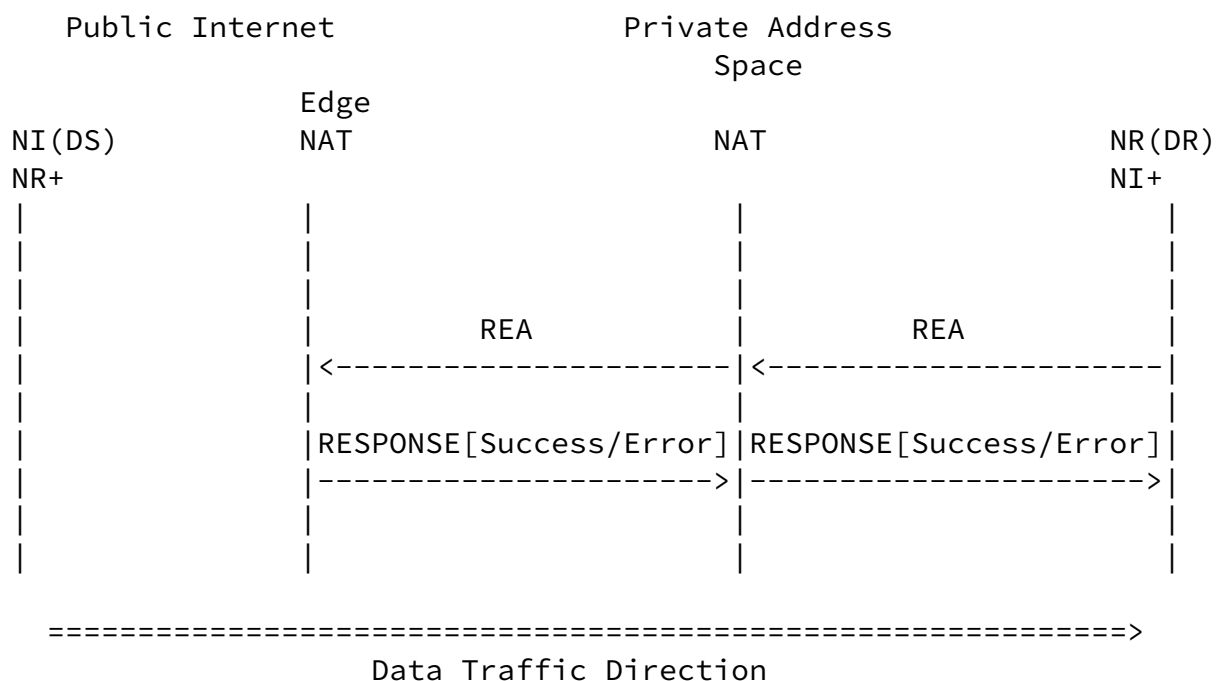 Public Internet Private Address
Space
Edge
NI(DS) NAT NAT NR(DR)
NR+ NI+
REA REA
RESPONSE[Success/Error] RESPONSE[Success/Error]
Data Traffic Direction